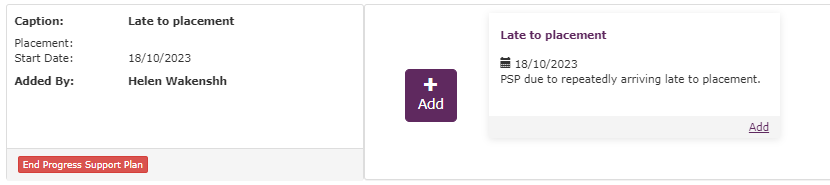 Caption: Late to placement
Placement:
Start Date: 18/10/2023
Added By: Helen Wakenshh
End Progress Support Plan
+
Add
Late to placement
18/10/2023
PSP due to repeatedly arriving late to placement.
Add